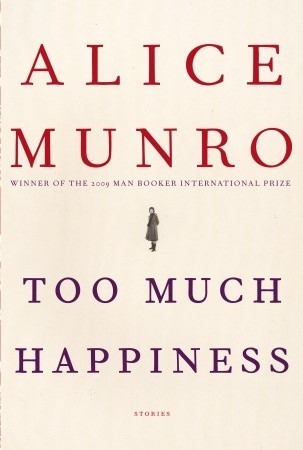 ALICE
MUNRO
WINNER OF THE 2009 MAN BOOKER INTERNATIONAL PRIZE
TOO MUCH
HAPPINESS
STORIES